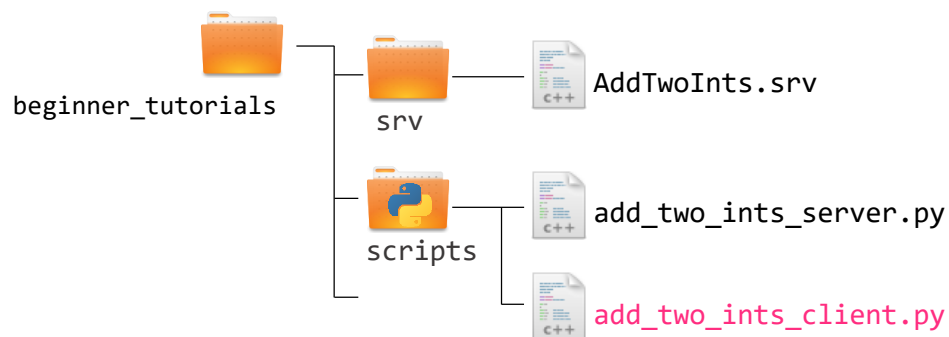 beginner_tutorials
srv
C++
AddTwoInts.srv
scripts
C++
add_two_ints_server.py
C++
add_two_ints_client.py